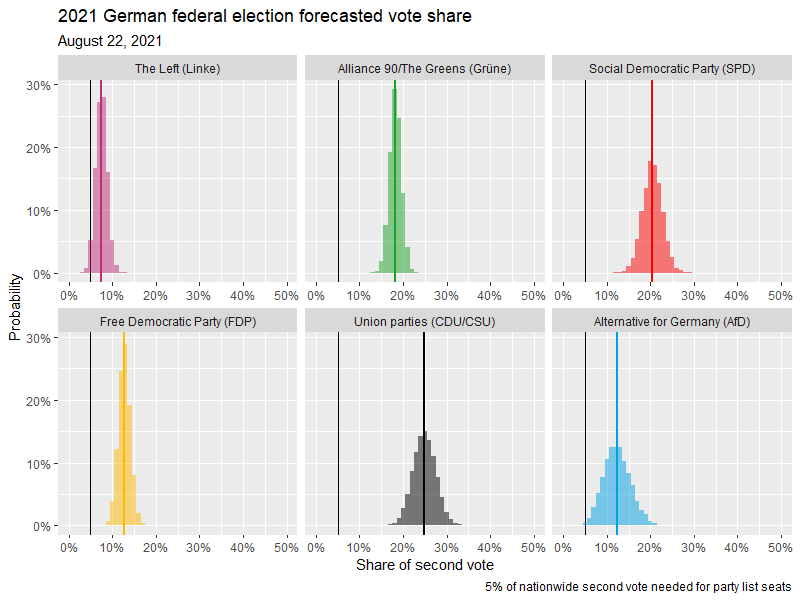 2021 German federal election forecasted vote share
August 22, 2021
The Left (Linke) Alliance 90/The Greens (Grüne) Social Democratic Party (SPD)
30%
20%
10%
0%
0% 10% 20% 30% 40% 50% 0% 10% 20% 30% 40% 50% 0% 10% 20% 30% 40% 50%
Probability
Free Democratic Party (FDP) Union parties (CDU/CSU) Alternative for Germany (AfD)
30%
20%
10%
0%
0% 10% 20% 30% 40% 50% 0% 10% 20% 30% 40% 50% 0% 10% 20% 30% 40% 50%
Share of second vote
5% of nationwide second vote needed for party list seats